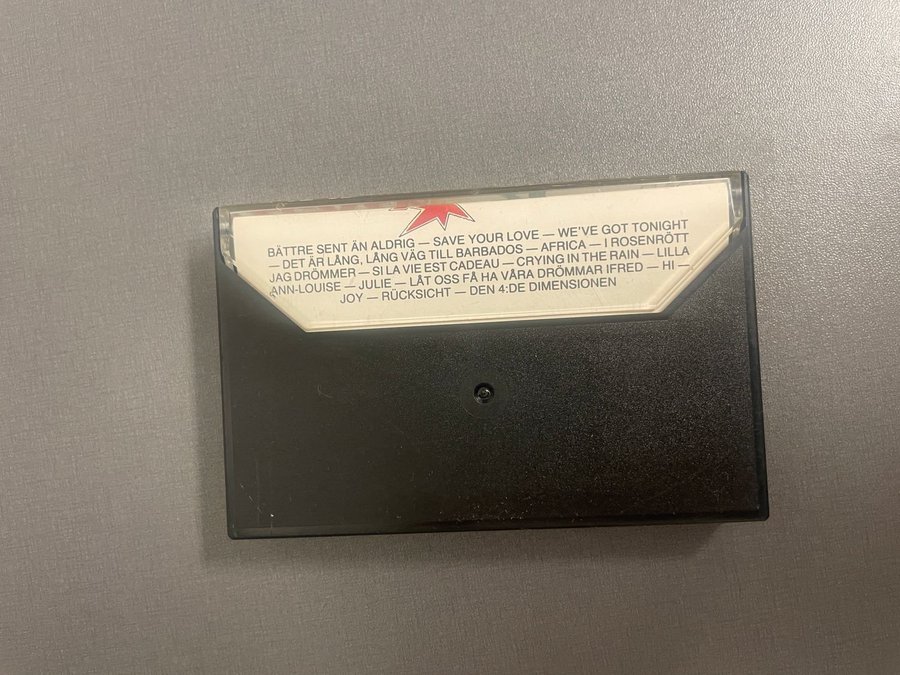 BÄTTRE SENT ÄN ALDRIG — SAVE YOUR LOVE — WE'VE GOT TONIGHT
— DET ÄR LÅNG, LÅNG VÄG TILL BARBADOS — AFRICA — I ROSENRÖTT
JAG DRÖMMER — SI LA VIE EST CADEAU — CRYING IN THE RAIN — LILLA
ANN-LOUISE — JULIE — LÅT OSS FÅ HA VÅRA DRÖMMAR IFRED — HI —
JOY — RÜCKSICHT — DEN 4:DE DIMENSIONEN